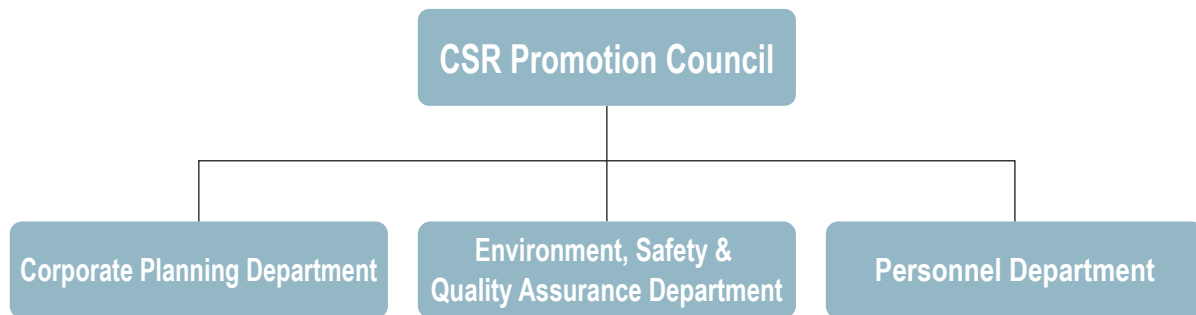 CSR Promotion Council
Corporate Planning Department
Environment, Safety &
Quality Assurance Department
Personnel Department